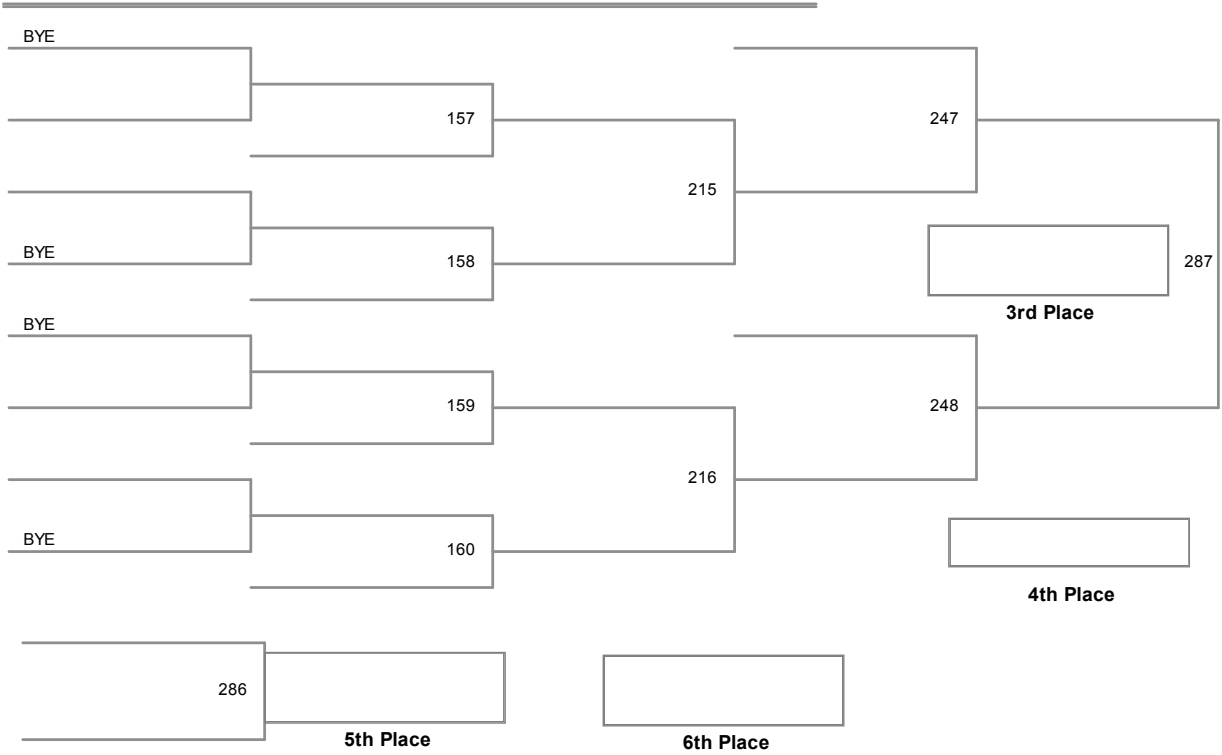 BYE
157
247
215
BYE
158
287
3rd Place
BYE
159
248
216
BYE
160
4th Place
286
5th Place
6th Place